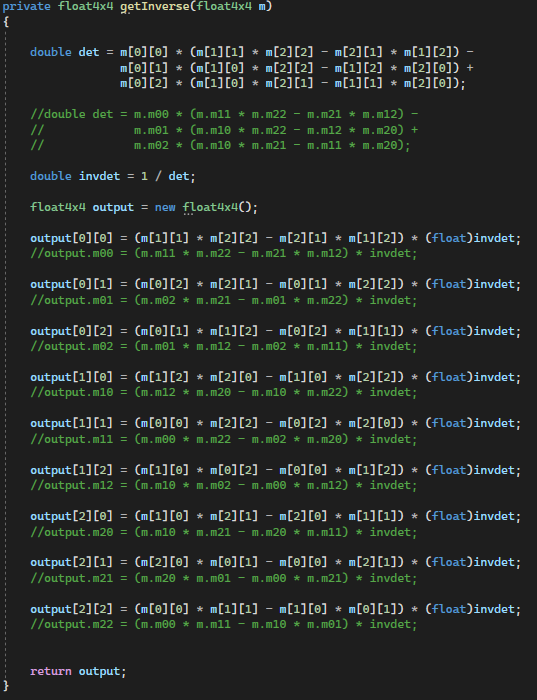 private float4x4 getInverse(float4x4 m)
{
double det = m[0][0] * (m[1][1] * m[2][2] - m[2][1] * m[1][2]) -
m[0][1] * (m[1][0] * m[2][2] - m[1][2] * m[2][0]) +
m[0][2] * (m[1][0] * m[2][1] - m[1][1] * m[2][0]);
//double det = m.m00 * (m.m11 * m.m22 - m.m21 * m.m12) -
// m.m01 * (m.m10 * m.m22 - m.m12 * m.m20) +
// m.m02 * (m.m10 * m.m21 - m.m11 * m.m20);
double invdet = 1 / det;
float4x4 output = new float4x4();
output[0][0] = (m[1][1] * m[2][2] - m[2][1] * m[1][2]) * (float)invdet;
//output.m00 = (m.m11 * m.m22 - m.m21 * m.m12) * invdet;
output[0][1] = (m[0][2] * m[2][1] - m[0][1] * m[2][2]) * (float)invdet;
//output.m01 = (m.m02 * m.m21 - m.m01 * m.m22) * invdet;
output[0][2] = (m[0][1] * m[1][2] - m[0][2] * m[1][1]) * (float)invdet;
//output.m02 = (m.m01 * m.m12 - m.m02 * m.m11) * invdet;
output[1][0] = (m[1][2] * m[2][0] - m[1][0] * m[2][2]) * (float)invdet;
//output.m10 = (m.m12 * m.m20 - m.m10 * m.m22) * invdet;
output[1][1] = (m[0][0] * m[2][2] - m[0][2] * m[2][0]) * (float)invdet;
//output.m11 = (m.m00 * m.m22 - m.m02 * m.m20) * invdet;
output[1][2] = (m[1][0] * m[0][2] - m[0][0] * m[1][2]) * (float)invdet;
//output.m12 = (m.m10 * m.m02 - m.m00 * m.m12) * invdet;
output[2][0] = (m[1][0] * m[2][1] - m[2][0] * m[1][1]) * (float)invdet;
//output.m20 = (m.m10 * m.m21 - m.m20 * m.m11) * invdet;
output[2][1] = (m[2][0] * m[0][1] - m[0][0] * m[2][1]) * (float)invdet;
//output.m21 = (m.m20 * m.m01 - m.m00 * m.m21) * invdet;
output[2][2] = (m[0][0] * m[1][1] - m[1][0] * m[0][1]) * (float)invdet;
//output.m22 = (m.m00 * m.m11 - m.m10 * m.m01) * invdet;
return output;
}